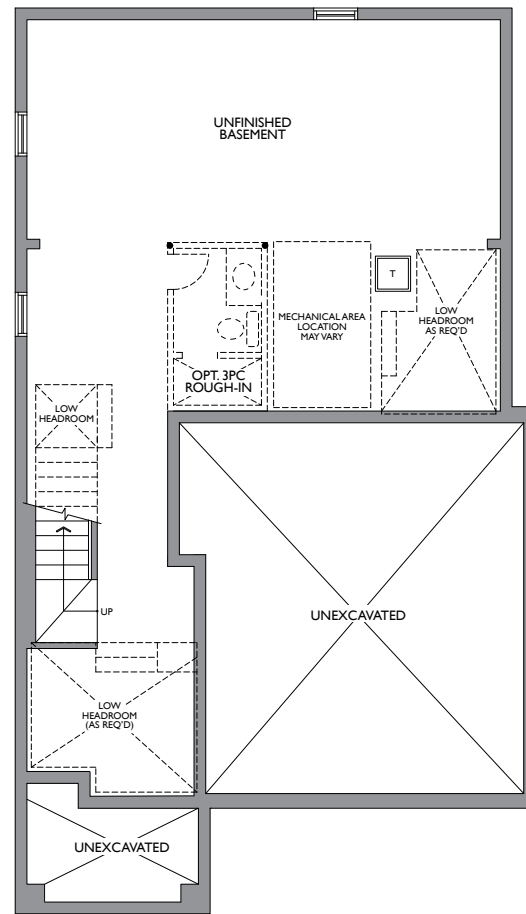 UNFINISHED
BASEMENT
T
MECHANICAL AREA
LOCATION
MAY VARY
LOW
HEADROOM
AS REQ'D
OPT. 3PC
ROUGH-IN
LOW
HEADROOM
UP
UNEXCAVATED
LOW
HEADROOM
(AS REQ'D)
UNEXCAVATED